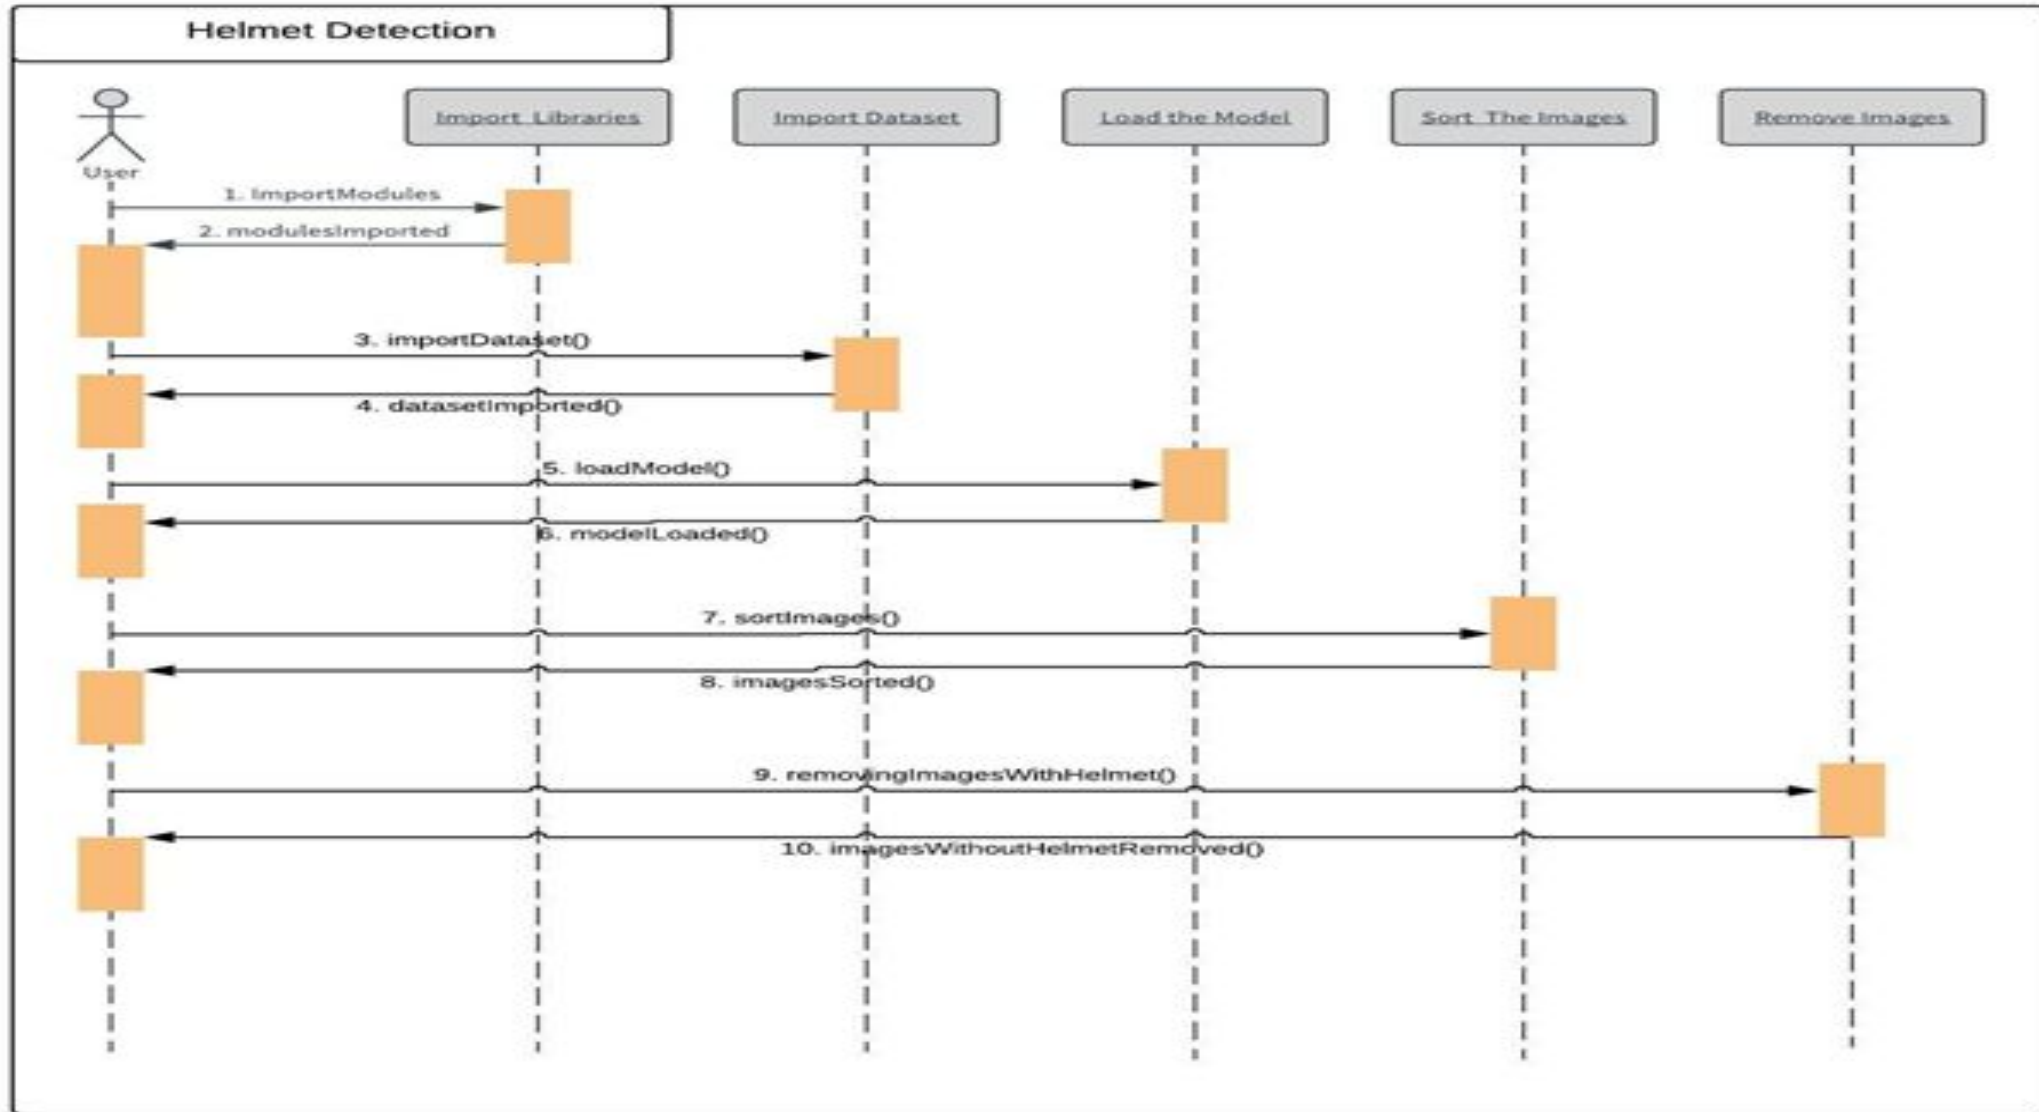 Helmet Detection
Import Libraries
Import Dataset
Load the Model
Sort The Images
Remove Images
User
1. ImportModules
2. modulesImported
3. importDataset()
4. datasetImported()
5. loadModel()
6. modelLoaded()
7. sortImages()
8. imagesSorted()
9. removingImagesWithHelmet()
10. imagesWithoutHelmetRemoved()